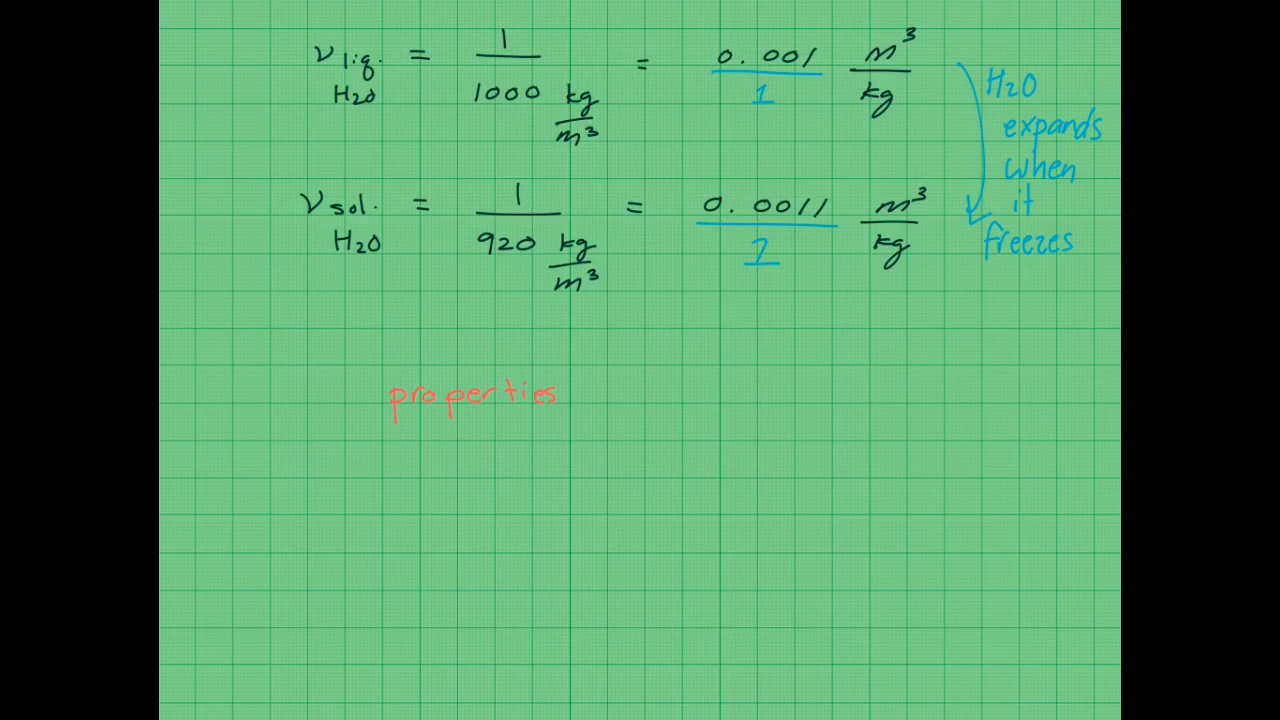 ν liq. H2O = 1 / 1000 kg/m³ = 0.001 / 1 m³/kg
ν sol. H2O = 1 / 920 kg/m³ = 0.0011 / 1 m³/kg
H2O
expands
when
it
freezes
properties